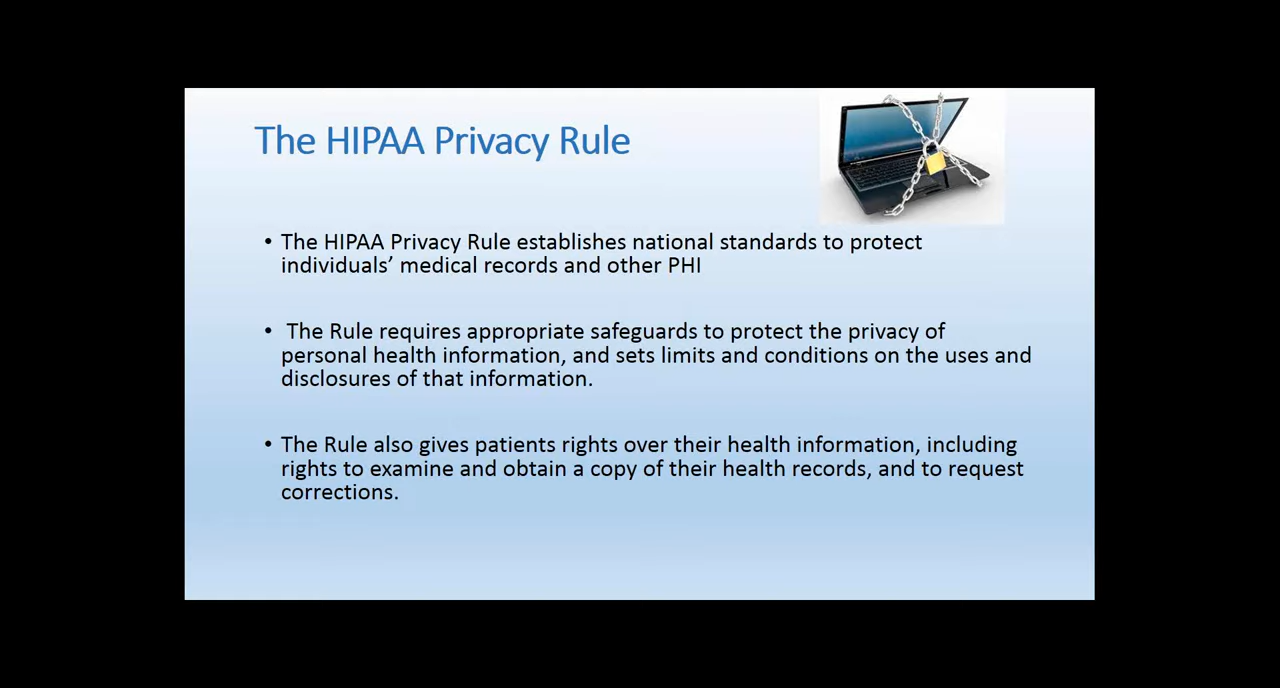 The HIPAA Privacy Rule
• The HIPAA Privacy Rule establishes national standards to protect
individuals’ medical records and other PHI
• The Rule requires appropriate safeguards to protect the privacy of
personal health information, and sets limits and conditions on the uses and
disclosures of that information.
• The Rule also gives patients rights over their health information, including
rights to examine and obtain a copy of their health records, and to request
corrections.